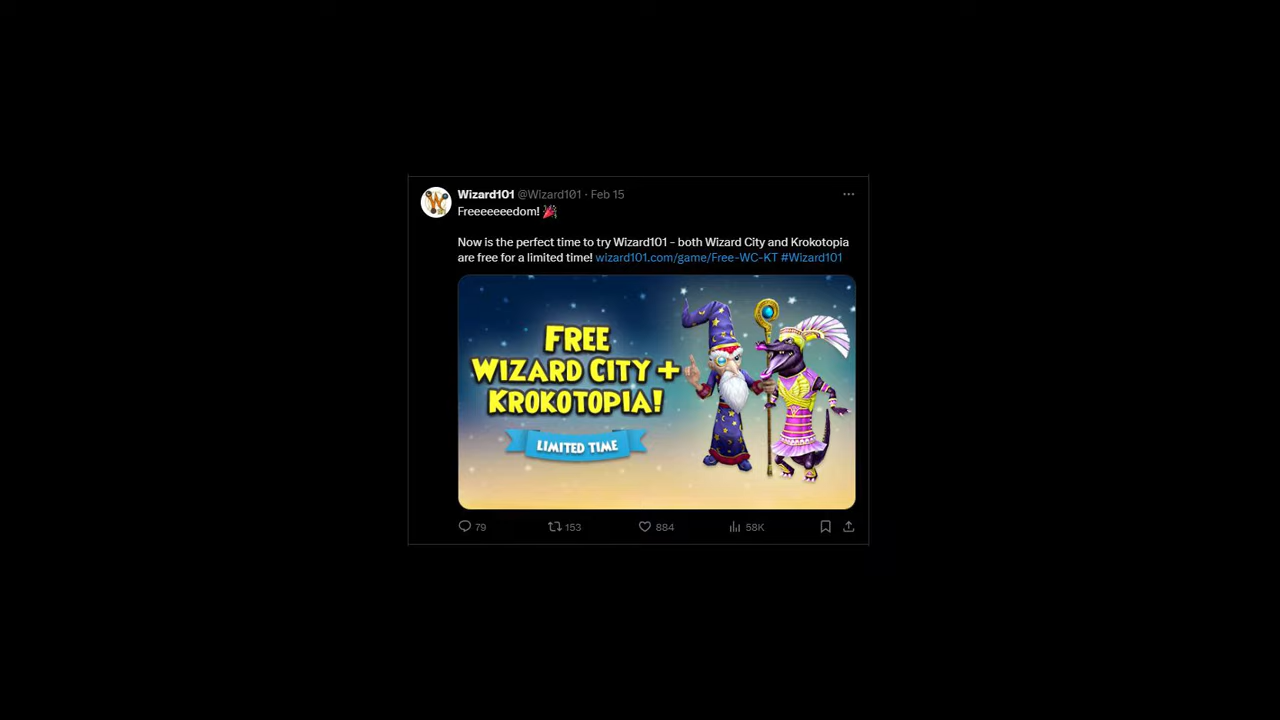 Wizard101 @Wizard101 · Feb 15
Freeeeeeedom! 🎉
Now is the perfect time to try Wizard101 - both Wizard City and Krokotopia
are free for a limited time! wizard101.com/game/Free-WC-KT #Wizard101
FREE
WIZARD CITY +
KROKOTOPIA!
LIMITED TIME
79 153 884 58K